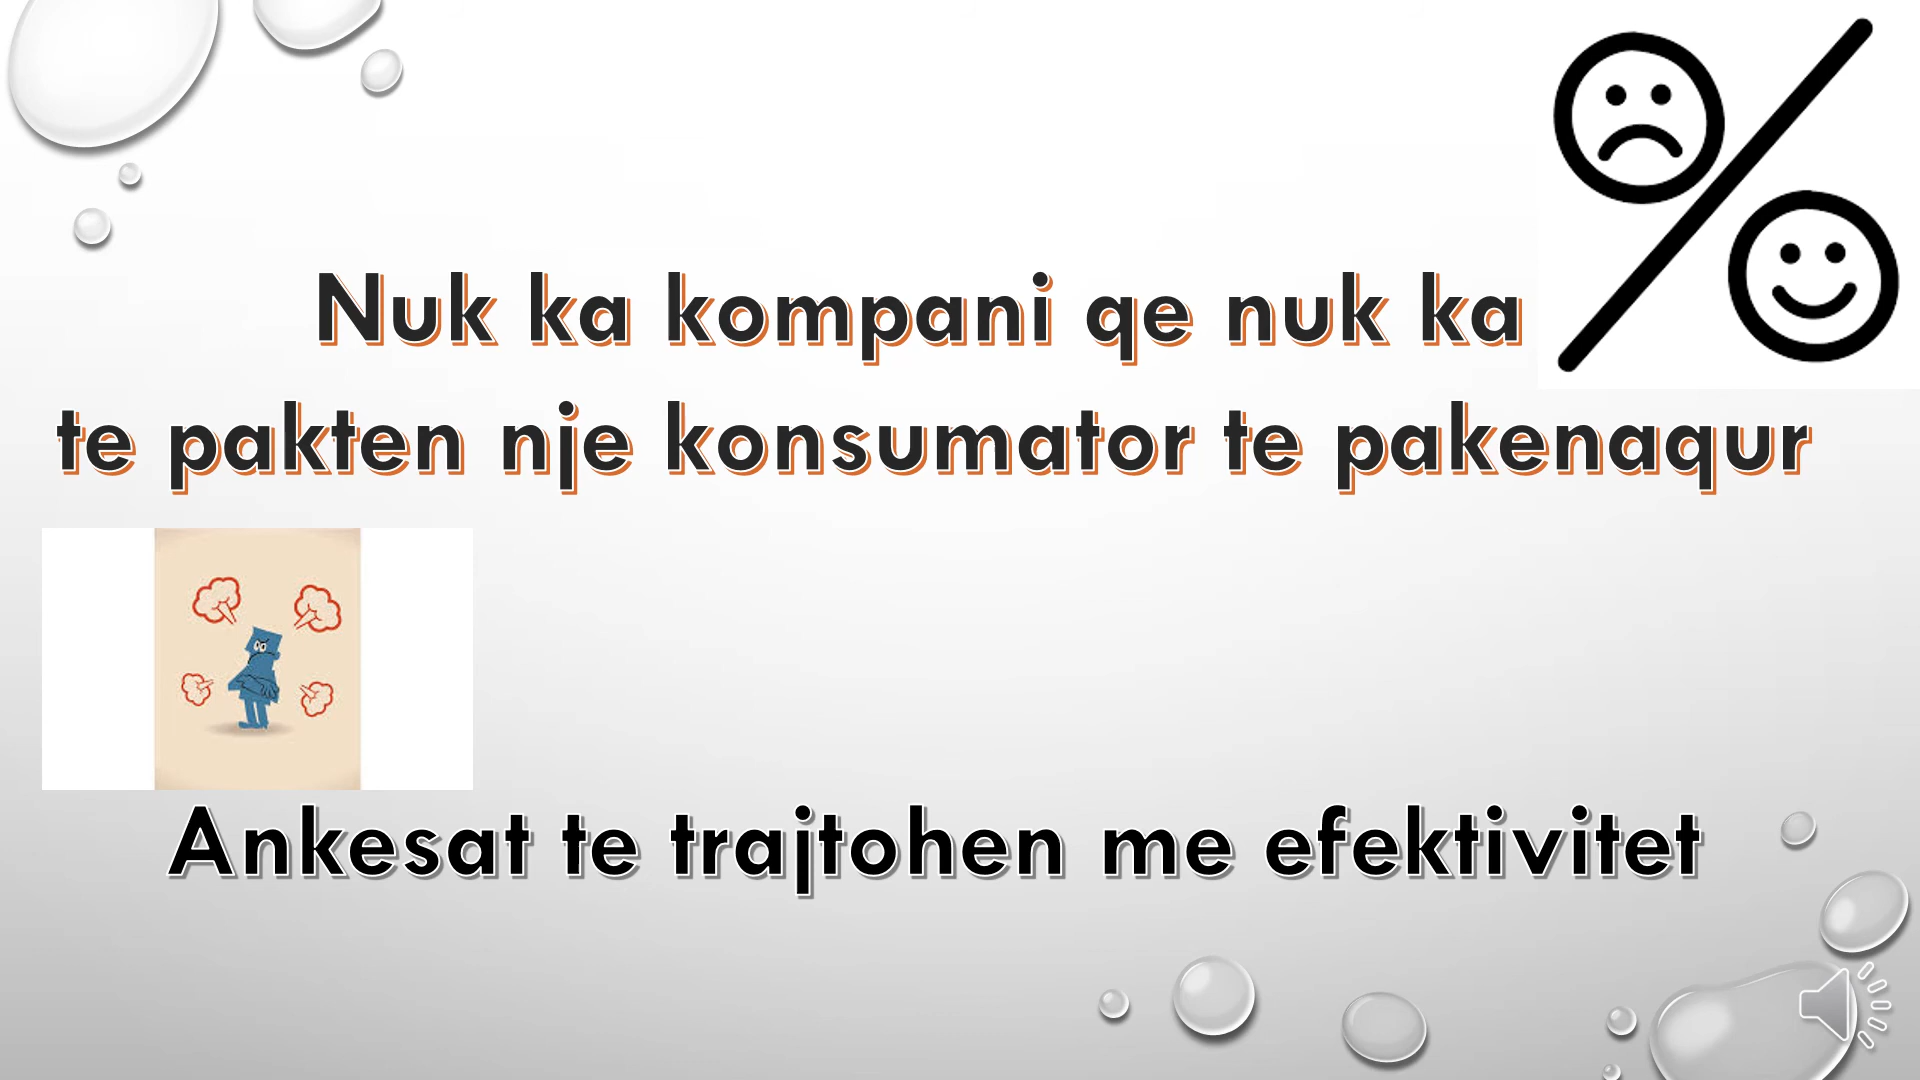 Nuk ka kompani qe nuk ka
te pakten nje konsumator te pakenaqur
Ankesat te trajtohen me efektivitet